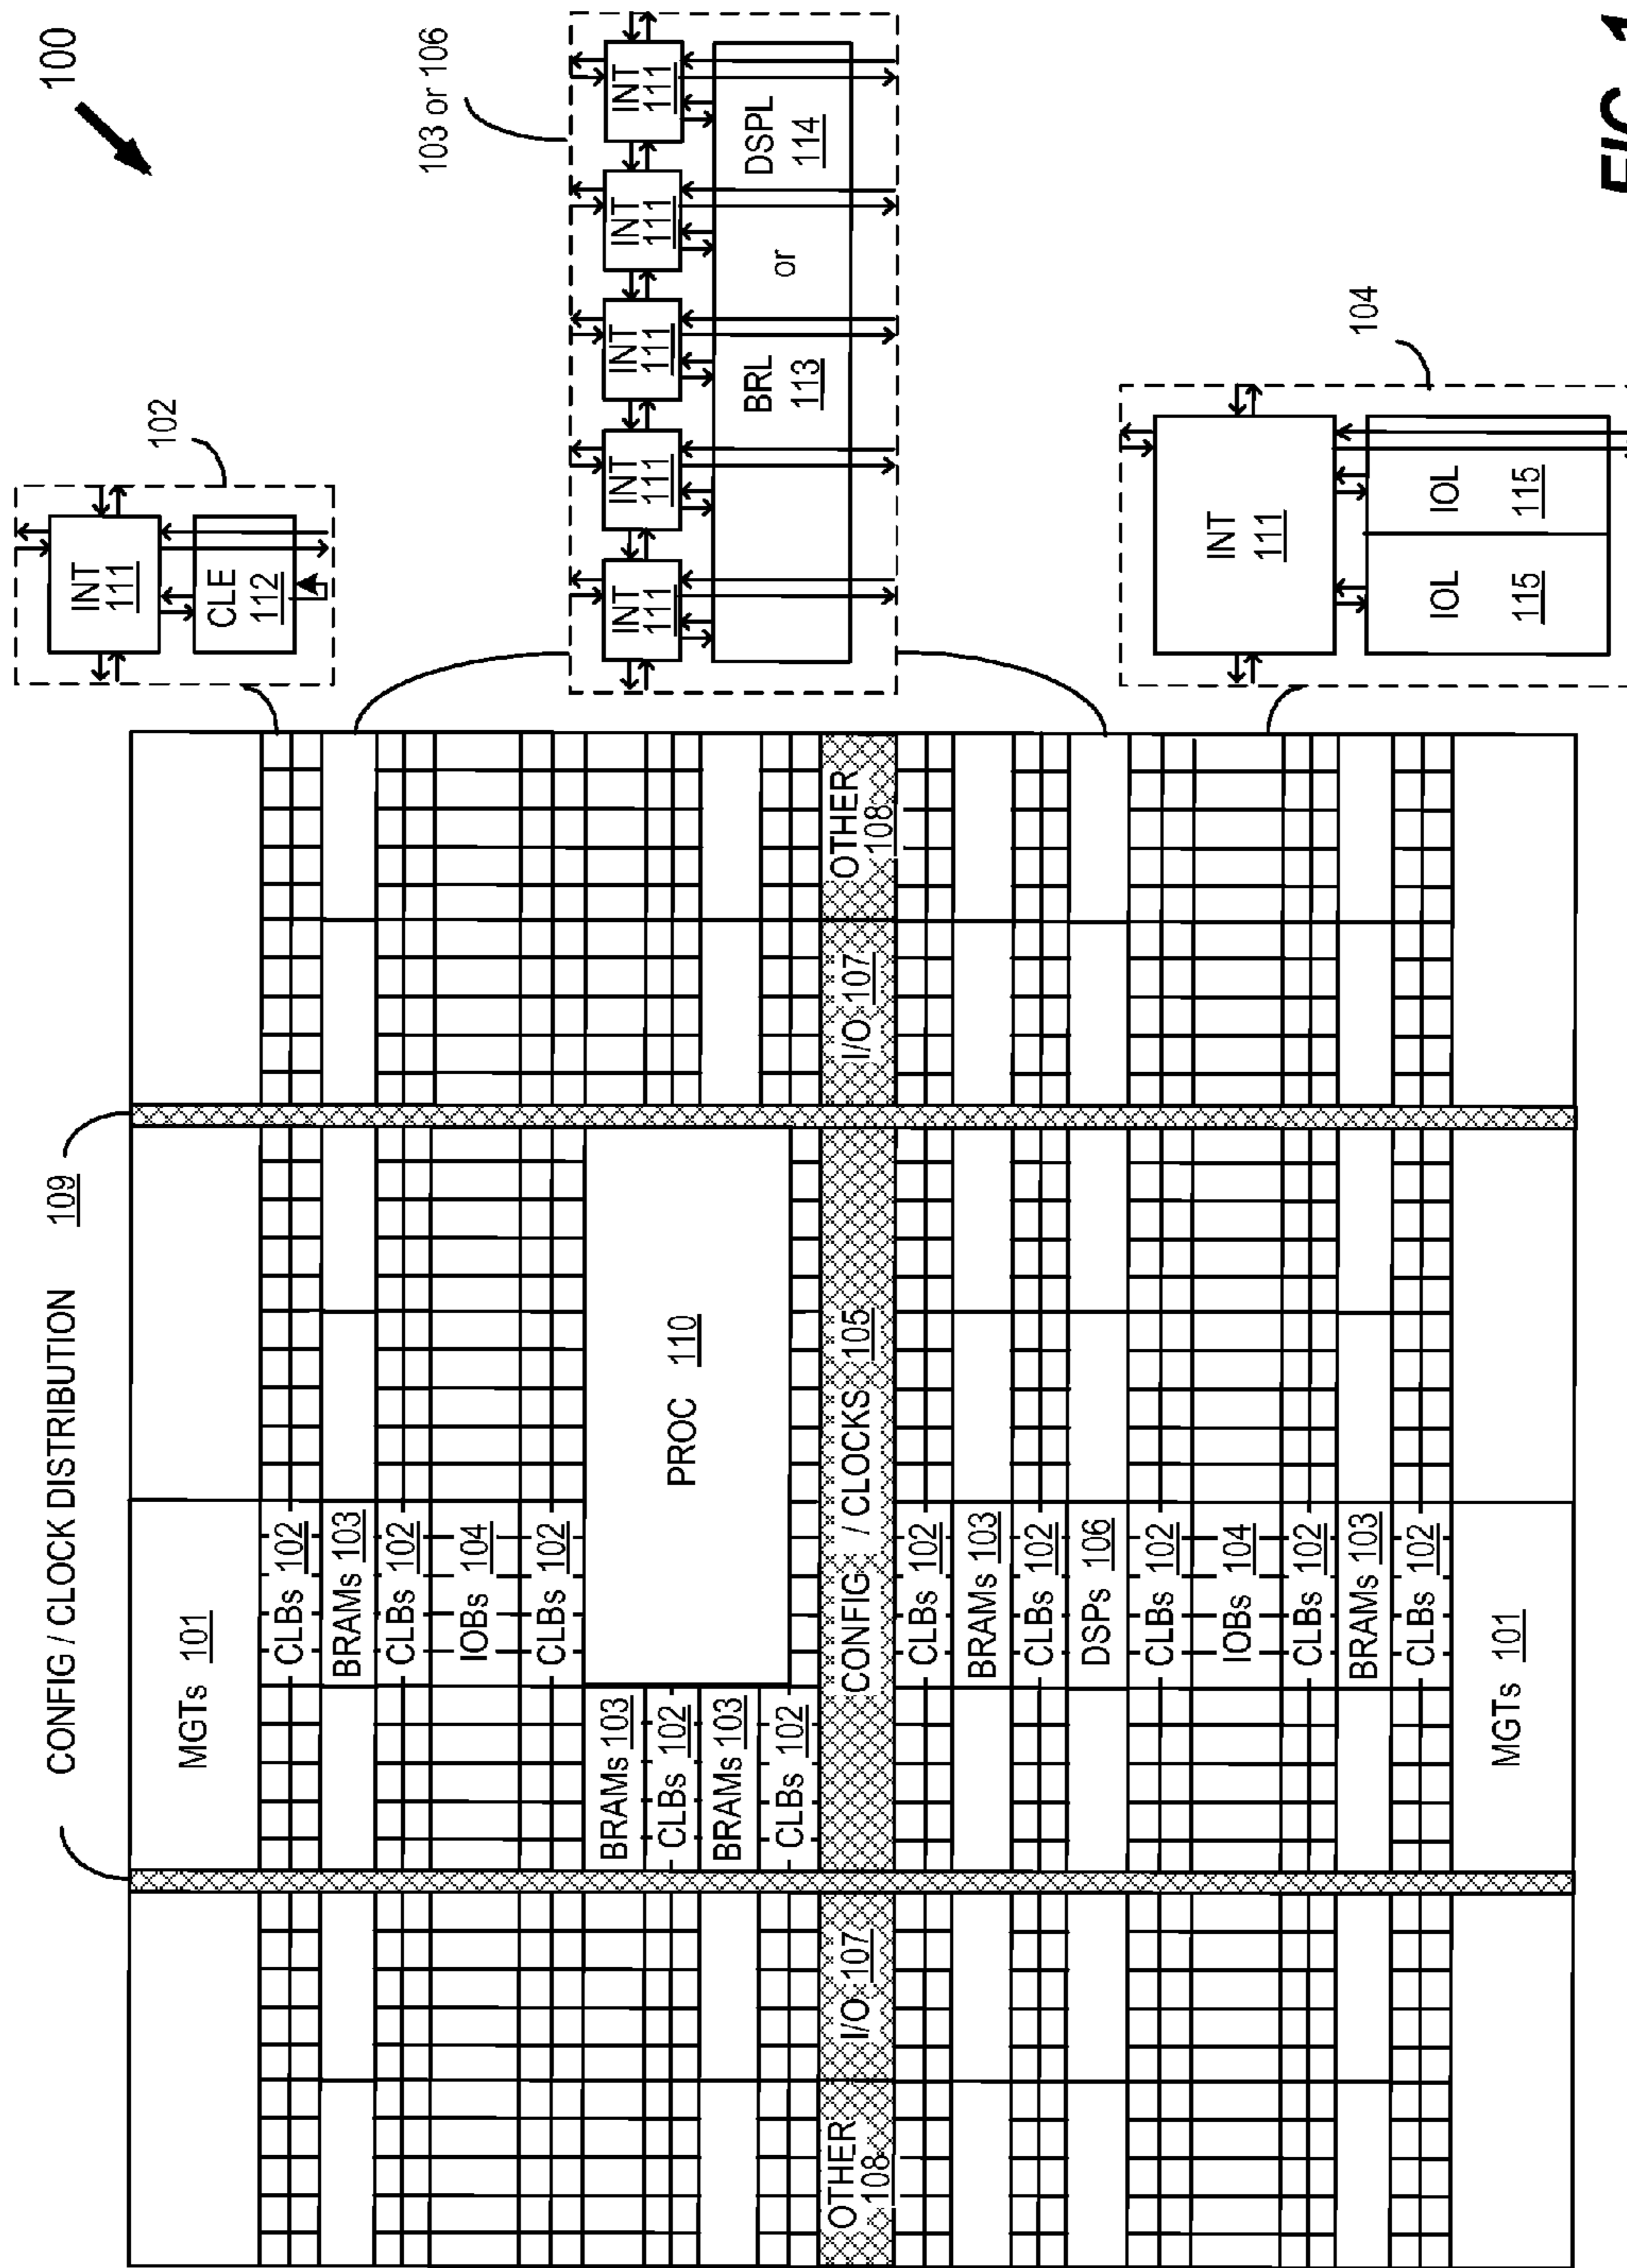 CONFIG / CLOCK DISTRIBUTION 109
100
MGTs 101
CLBs 102
BRAMs 103
CLBs 102
IOBs 104
CLBs 102
BRAMs 103
CLBs 102
BRAMs 103
CLBs 102
PROC 110
OTHER
108
I/O 107
CONFIG / CLOCKS 105
I/O 107
OTHER
108
CLBs 102
BRAMs 103
CLBs 102
DSPs 106
CLBs 102
IOBs 104
CLBs 102
BRAMs 103
CLBs 102
MGTs 101
INT
111
CLE
112
102
103 or 106
INT
111
INT
111
INT
111
INT
111
INT
111
BRL
113
or
DSPL
114
104
INT
111
IOL
115
IOL
115
FIG. 1